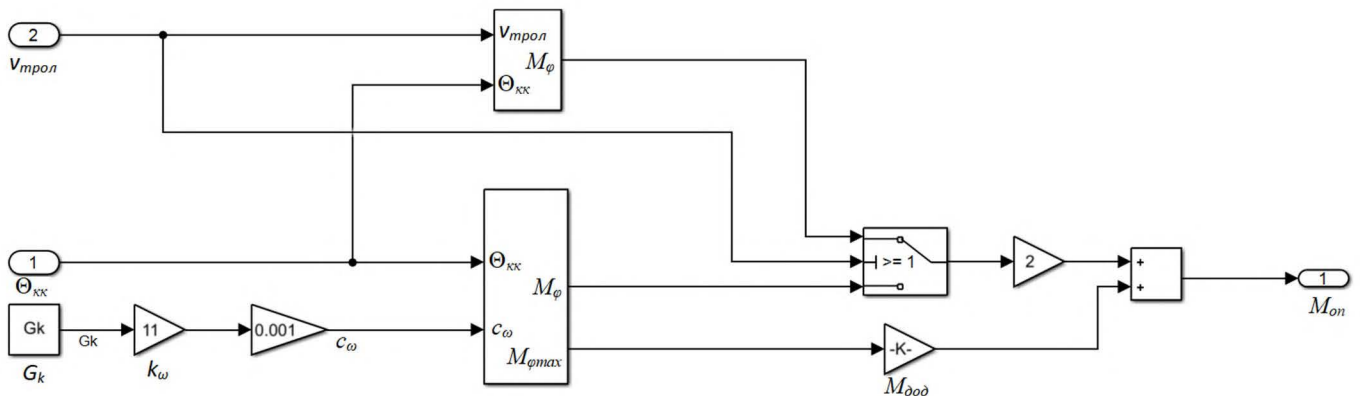 2
vтрол
vтрол
Mφ
Θкк
1
Θкк
Θкк
Mφ
cω
Mφmax
>= 1
2
+
+
1
Mоп
Gk
Gk
Gk
11
kω
0.001
cω
-K-
Mдод